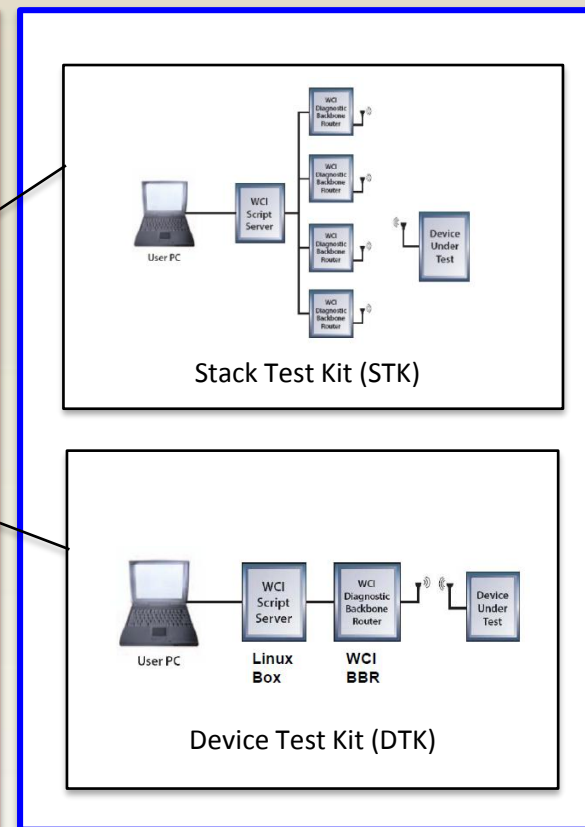 WCI
Diagnostic
Backbone
Router
WCI
Diagnostic
Backbone
Router
WCI
Script
Server
User PC
WCI
Diagnostic
Backbone
Router
Device
Under
Test
WCI
Diagnostic
Backbone
Router
Stack Test Kit (STK)
WCI
Script
Server
WCI
Diagnostic
Backbone
Router
Device
Under
Test
User PC
Linux
Box
WCI
BBR
Device Test Kit (DTK)